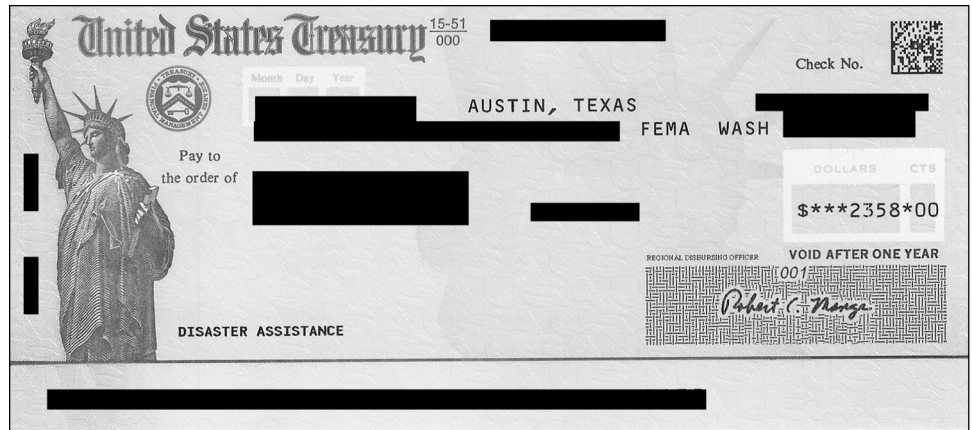 United States Treasury 15-51
000
Check No.
Month Day Year
AUSTIN, TEXAS
FEMA WASH
Pay to
the order of
DOLLARS CTS
$***2358*00
REGIONAL DISBURSING OFFICER
VOID AFTER ONE YEAR
001
Robert C.
DISASTER ASSISTANCE